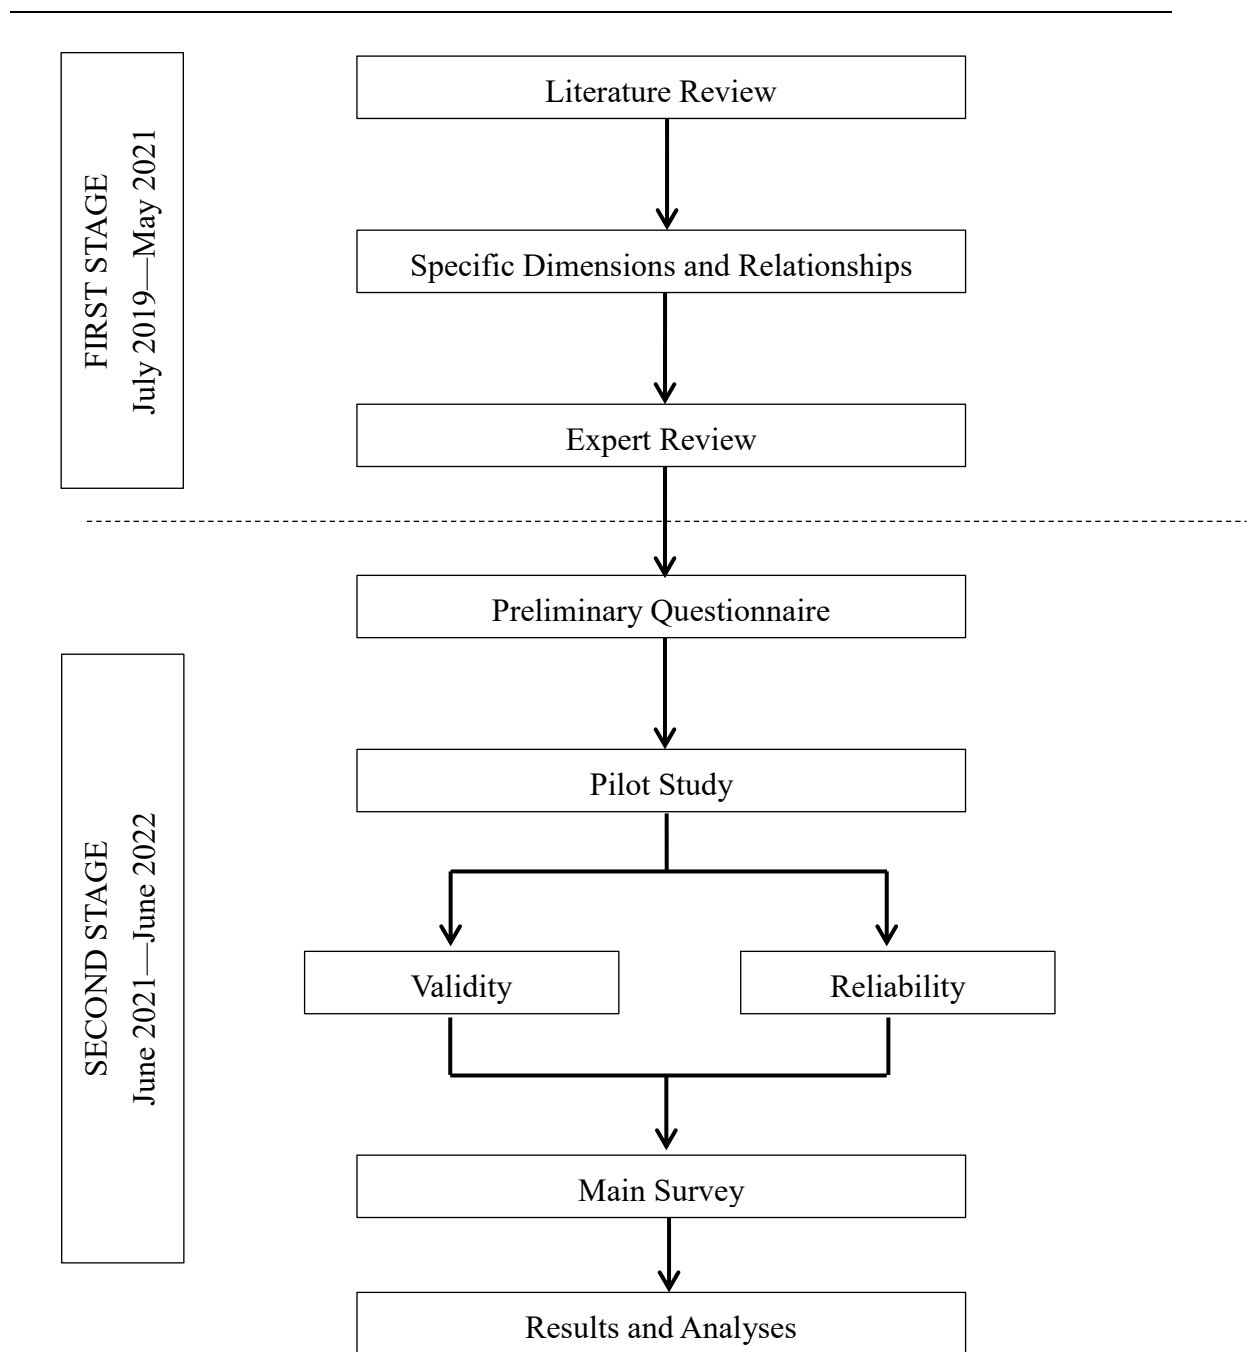 FIRST STAGE
July 2019—May 2021
Literature Review
Specific Dimensions and Relationships
Expert Review
SECOND STAGE
June 2021—June 2022
Preliminary Questionnaire
Pilot Study
Validity
Reliability
Main Survey
Results and Analyses